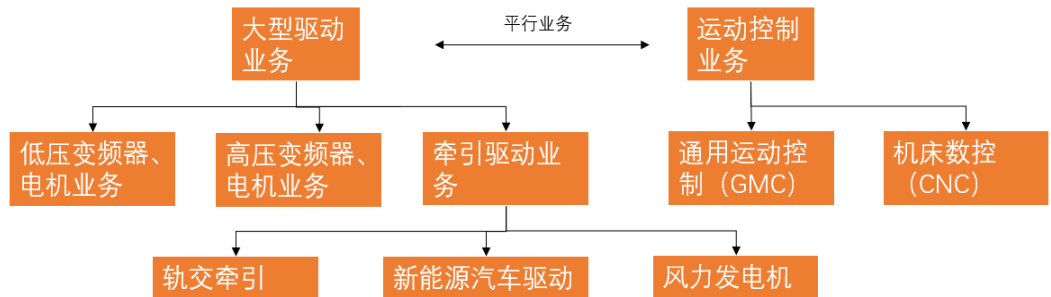 大型驱动
业务
平行业务
运动控制
业务
低压变频器、
电机业务
高压变频器、
电机业务
牵引驱动业
务
通用运动控
制（GMC）
机床数控
（CNC）
轨交牵引
新能源汽车驱动
风力发电机